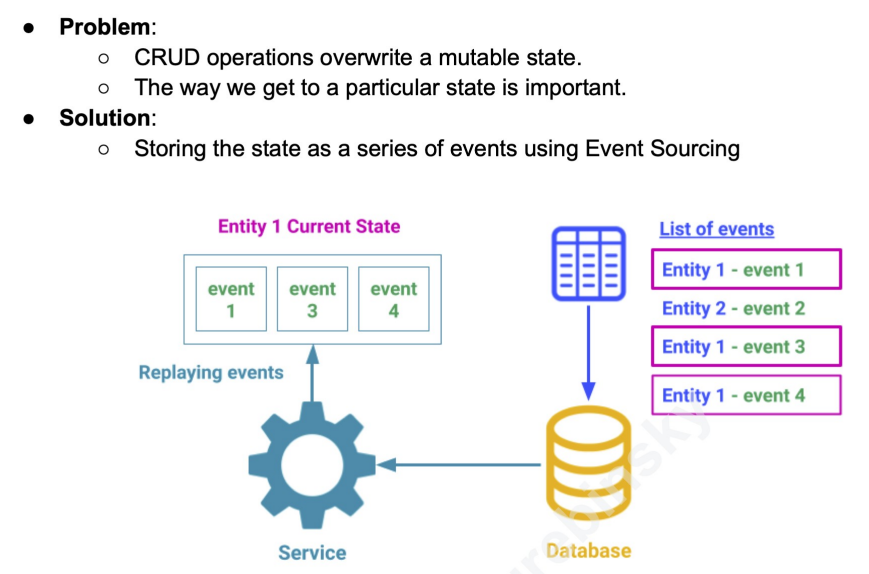 ● Problem:
○ CRUD operations overwrite a mutable state.
○ The way we get to a particular state is important.
● Solution:
○ Storing the state as a series of events using Event Sourcing
Entity 1 Current State
event
1
event
3
event
4
Replaying events
Service
List of events
Entity 1 - event 1
Entity 2 - event 2
Entity 1 - event 3
Entity 1 - event 4
Database